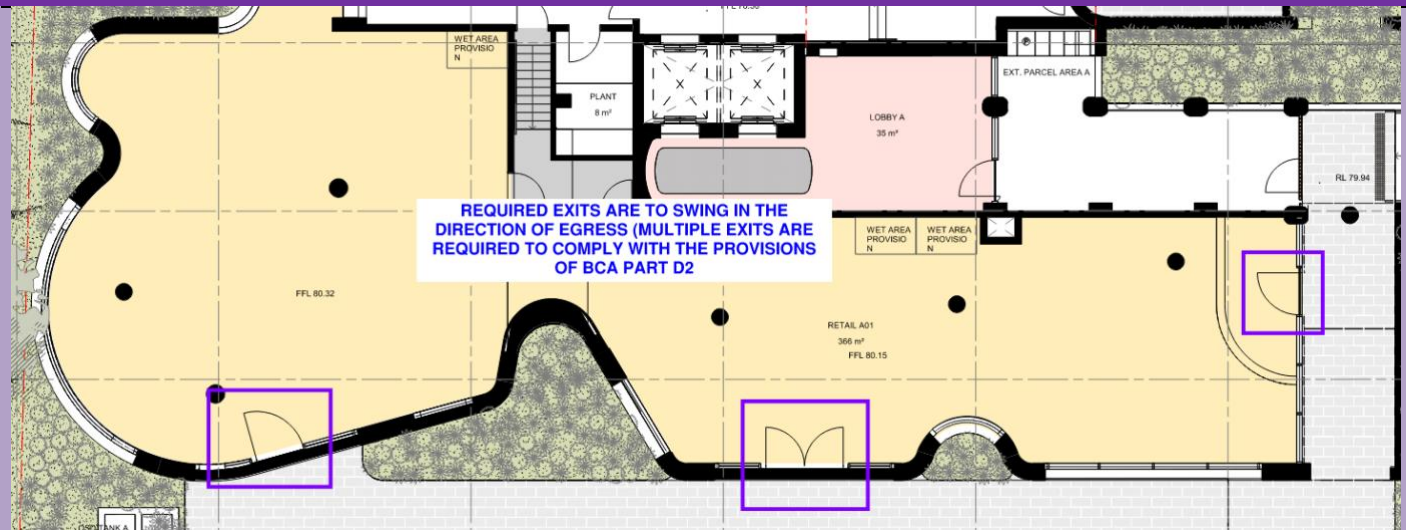 WET AREA
PROVISIO
N
PLANT
8 m²
X
X
LOBBY A
35 m²
EXT. PARCEL AREA A
RL 79.94
REQUIRED EXITS ARE TO SWING IN THE
DIRECTION OF EGRESS (MULTIPLE EXITS ARE
REQUIRED TO COMPLY WITH THE PROVISIONS
OF BCA PART D2
WET AREA
PROVISIO
N
WET AREA
PROVISIO
N
FFL 80.32
RETAIL A01
366 m²
FFL 80.15
TANK A